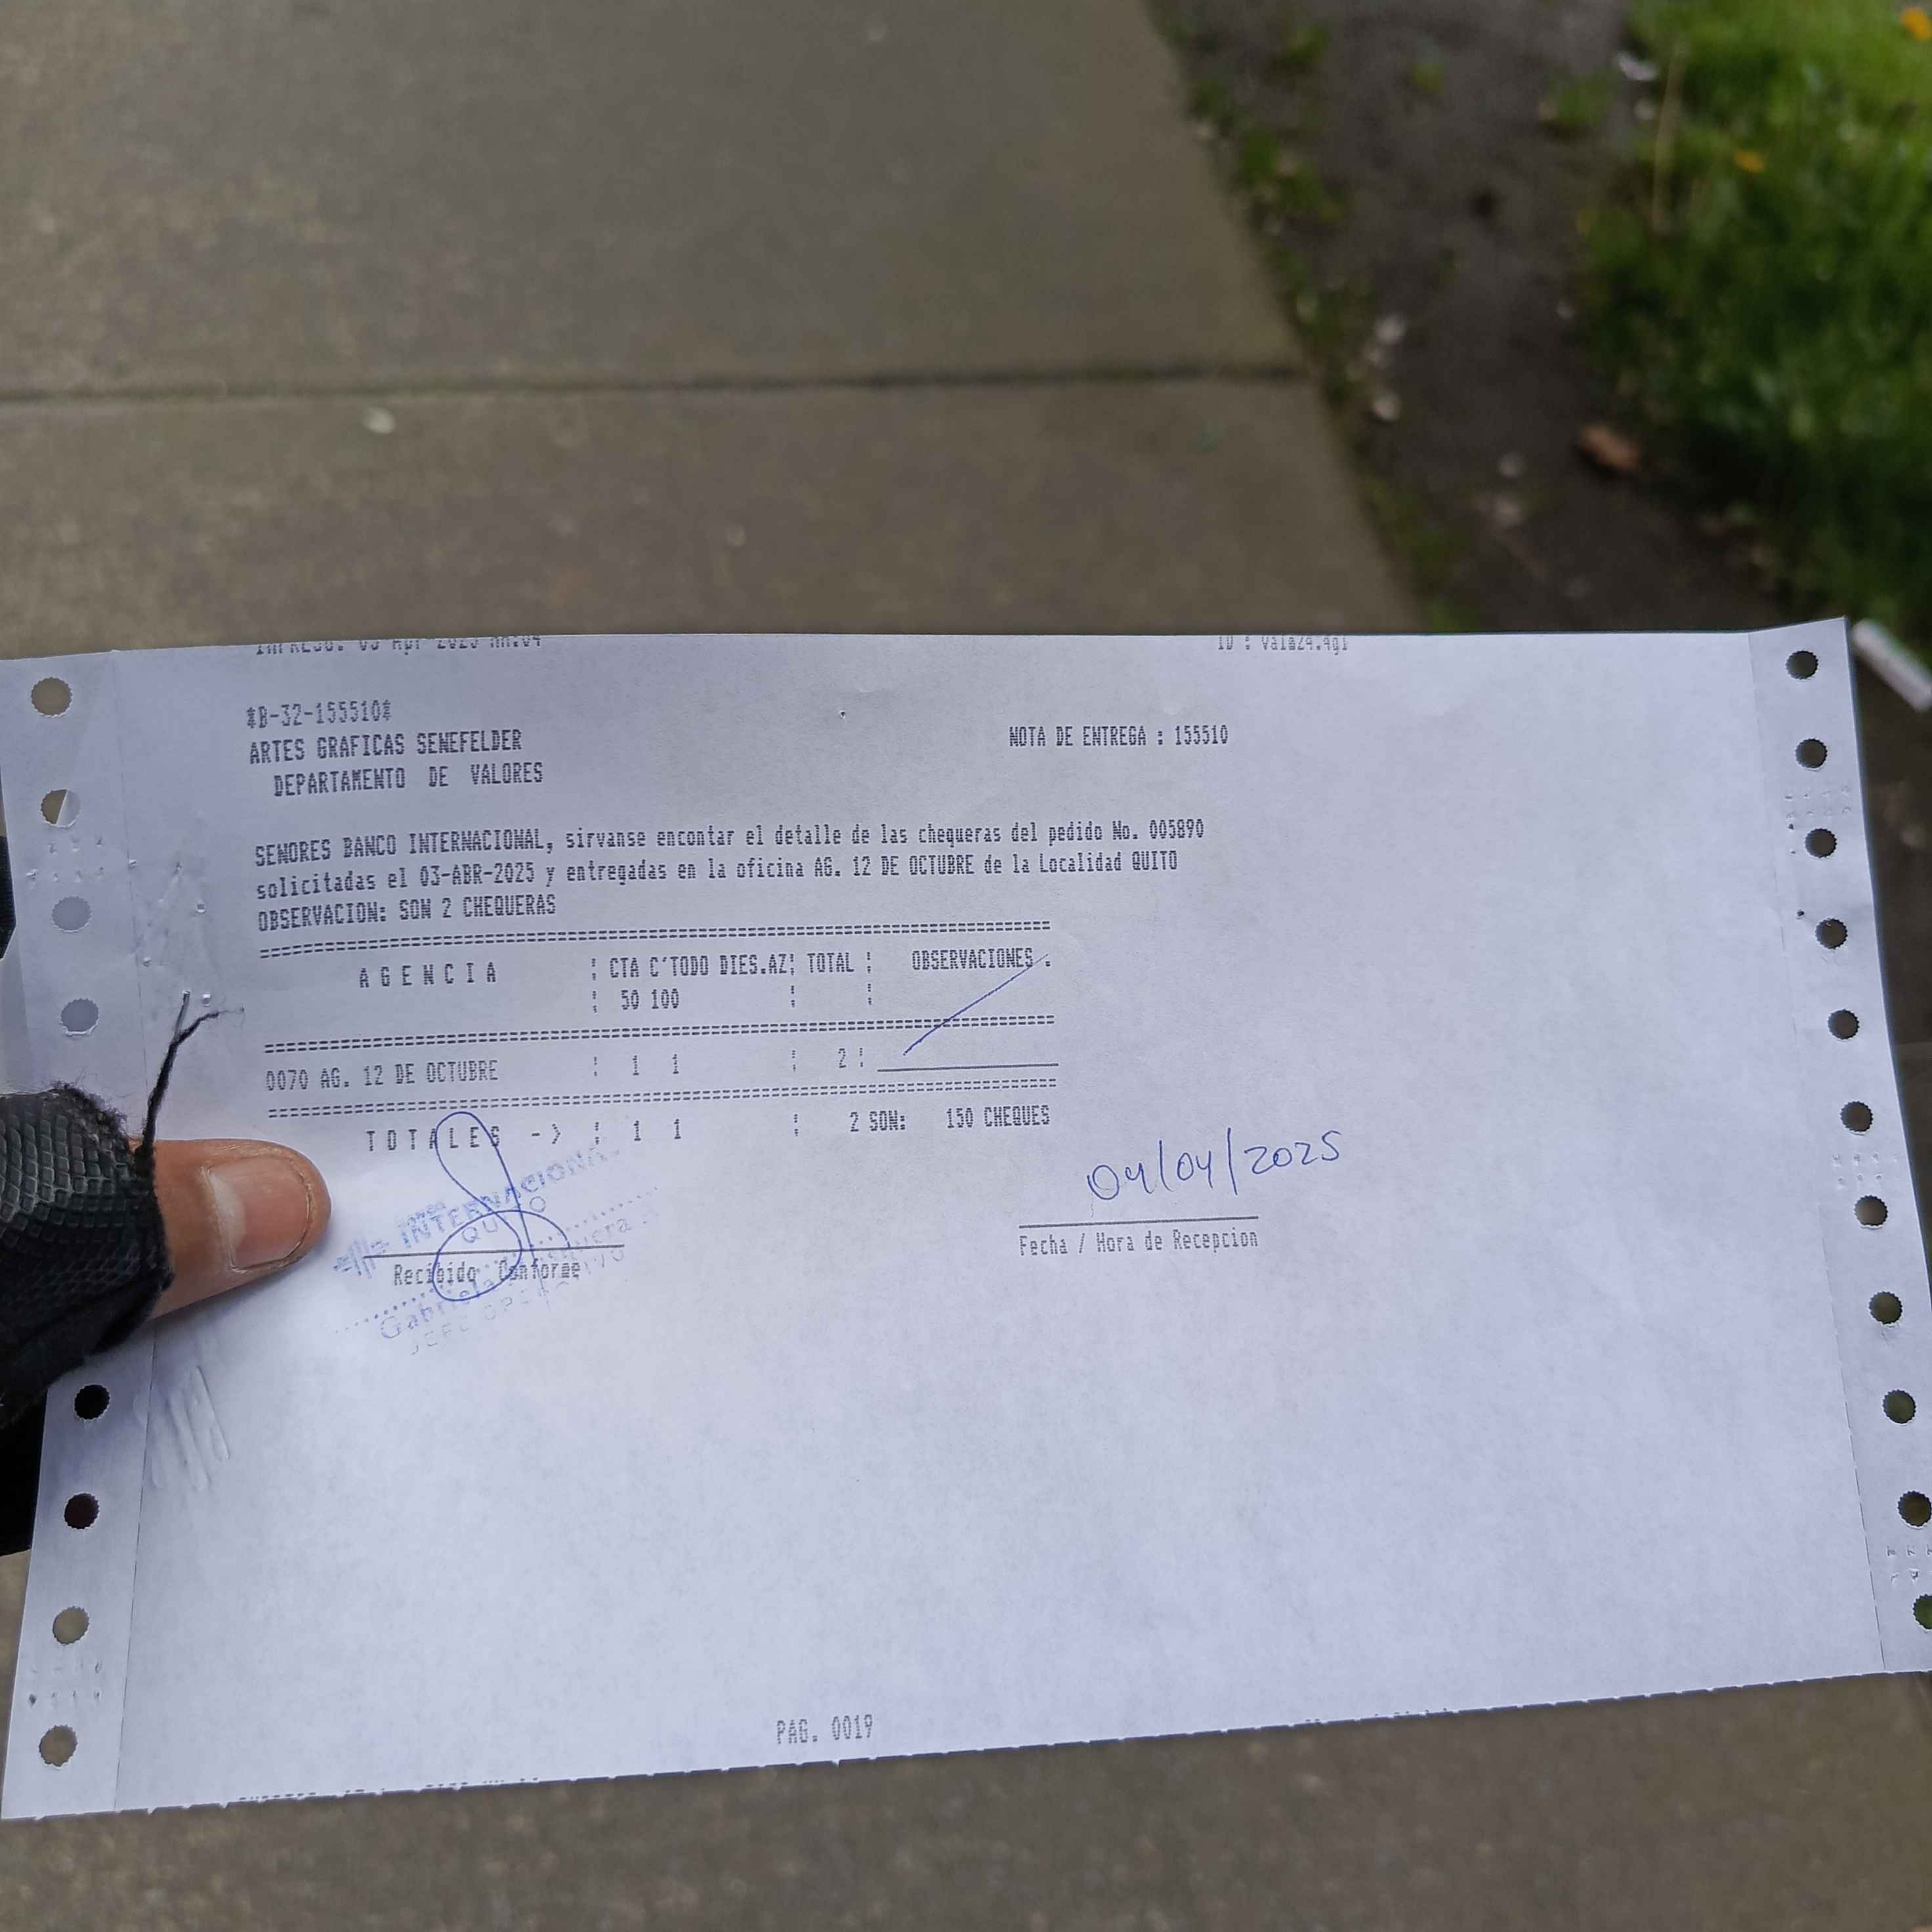 *B-32-155510*
ARTES GRAFICAS SENEFELDER
NOTA DE ENTREGA : 155510
DEPARTAMENTO DE VALORES
SENORES BANCO INTERNACIONAL, sirvanse encontar el detalle de las chequeras del pedido No. 005890
solicitadas el 03-ABR-2025 y entregadas en la oficina AG. 12 DE OCTUBRE de la Localidad QUITO
OBSERVACION: SON 2 CHEQUERAS
A G E N C I A ¦ CTA C'TODO DIES.AZ¦ TOTAL ¦ OBSERVACIONES .
¦ 50 100 ¦ ¦
0070 AG. 12 DE OCTUBRE ¦ 1 1 ¦ 2 ¦
T O T A L E S -> ¦ 1 1 ¦ 2 SON: 150 CHEQUES
04/04/2025
INTERNACIONAL
QUITO
Fecha / Hora de Recepcion
Recibido Conforme
PAG. 0019